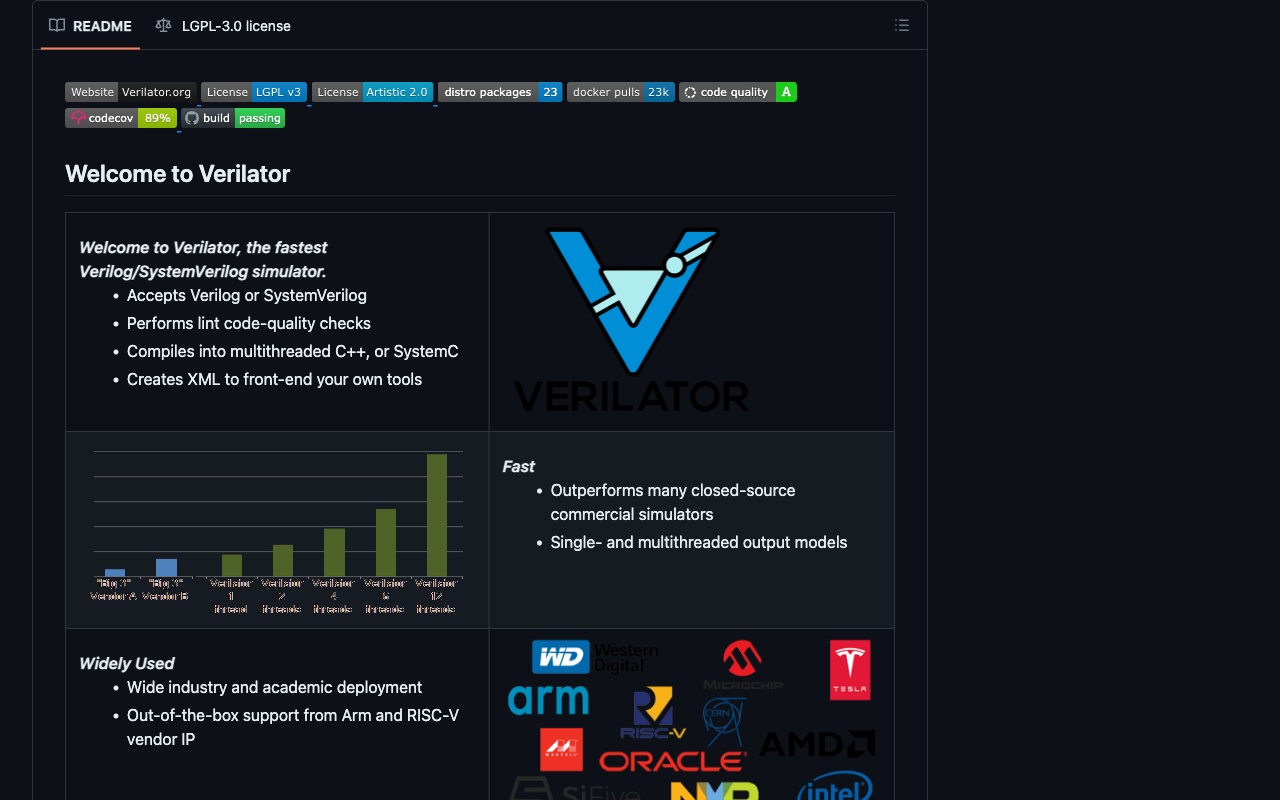 README LGPL-3.0 license
Website Verilator.org License LGPL v3 License Artistic 2.0 distro packages 23 docker pulls 23k code quality A
codecov 89% build passing
Welcome to Verilator
Welcome to Verilator, the fastest
Verilog/SystemVerilog simulator.
• Accepts Verilog or SystemVerilog
• Performs lint code-quality checks
• Compiles into multithreaded C++, or SystemC
• Creates XML to front-end your own tools
VERILATOR
"Big 3" "Big 3" Verilator Verilator Verilator Verilator Verilator
Vendor A Vendor B 1 2 4 6 12
thread threads threads threads threads
Fast
• Outperforms many closed-source
commercial simulators
• Single- and multithreaded output models
Widely Used
• Wide industry and academic deployment
• Out-of-the-box support from Arm and RISC-V
vendor IP
WD Western
Digital
MICROCHIP
TESLA
arm
RISC-V
CERN
MARVELL
AMD
ORACLE
SiFive
NXP
intel